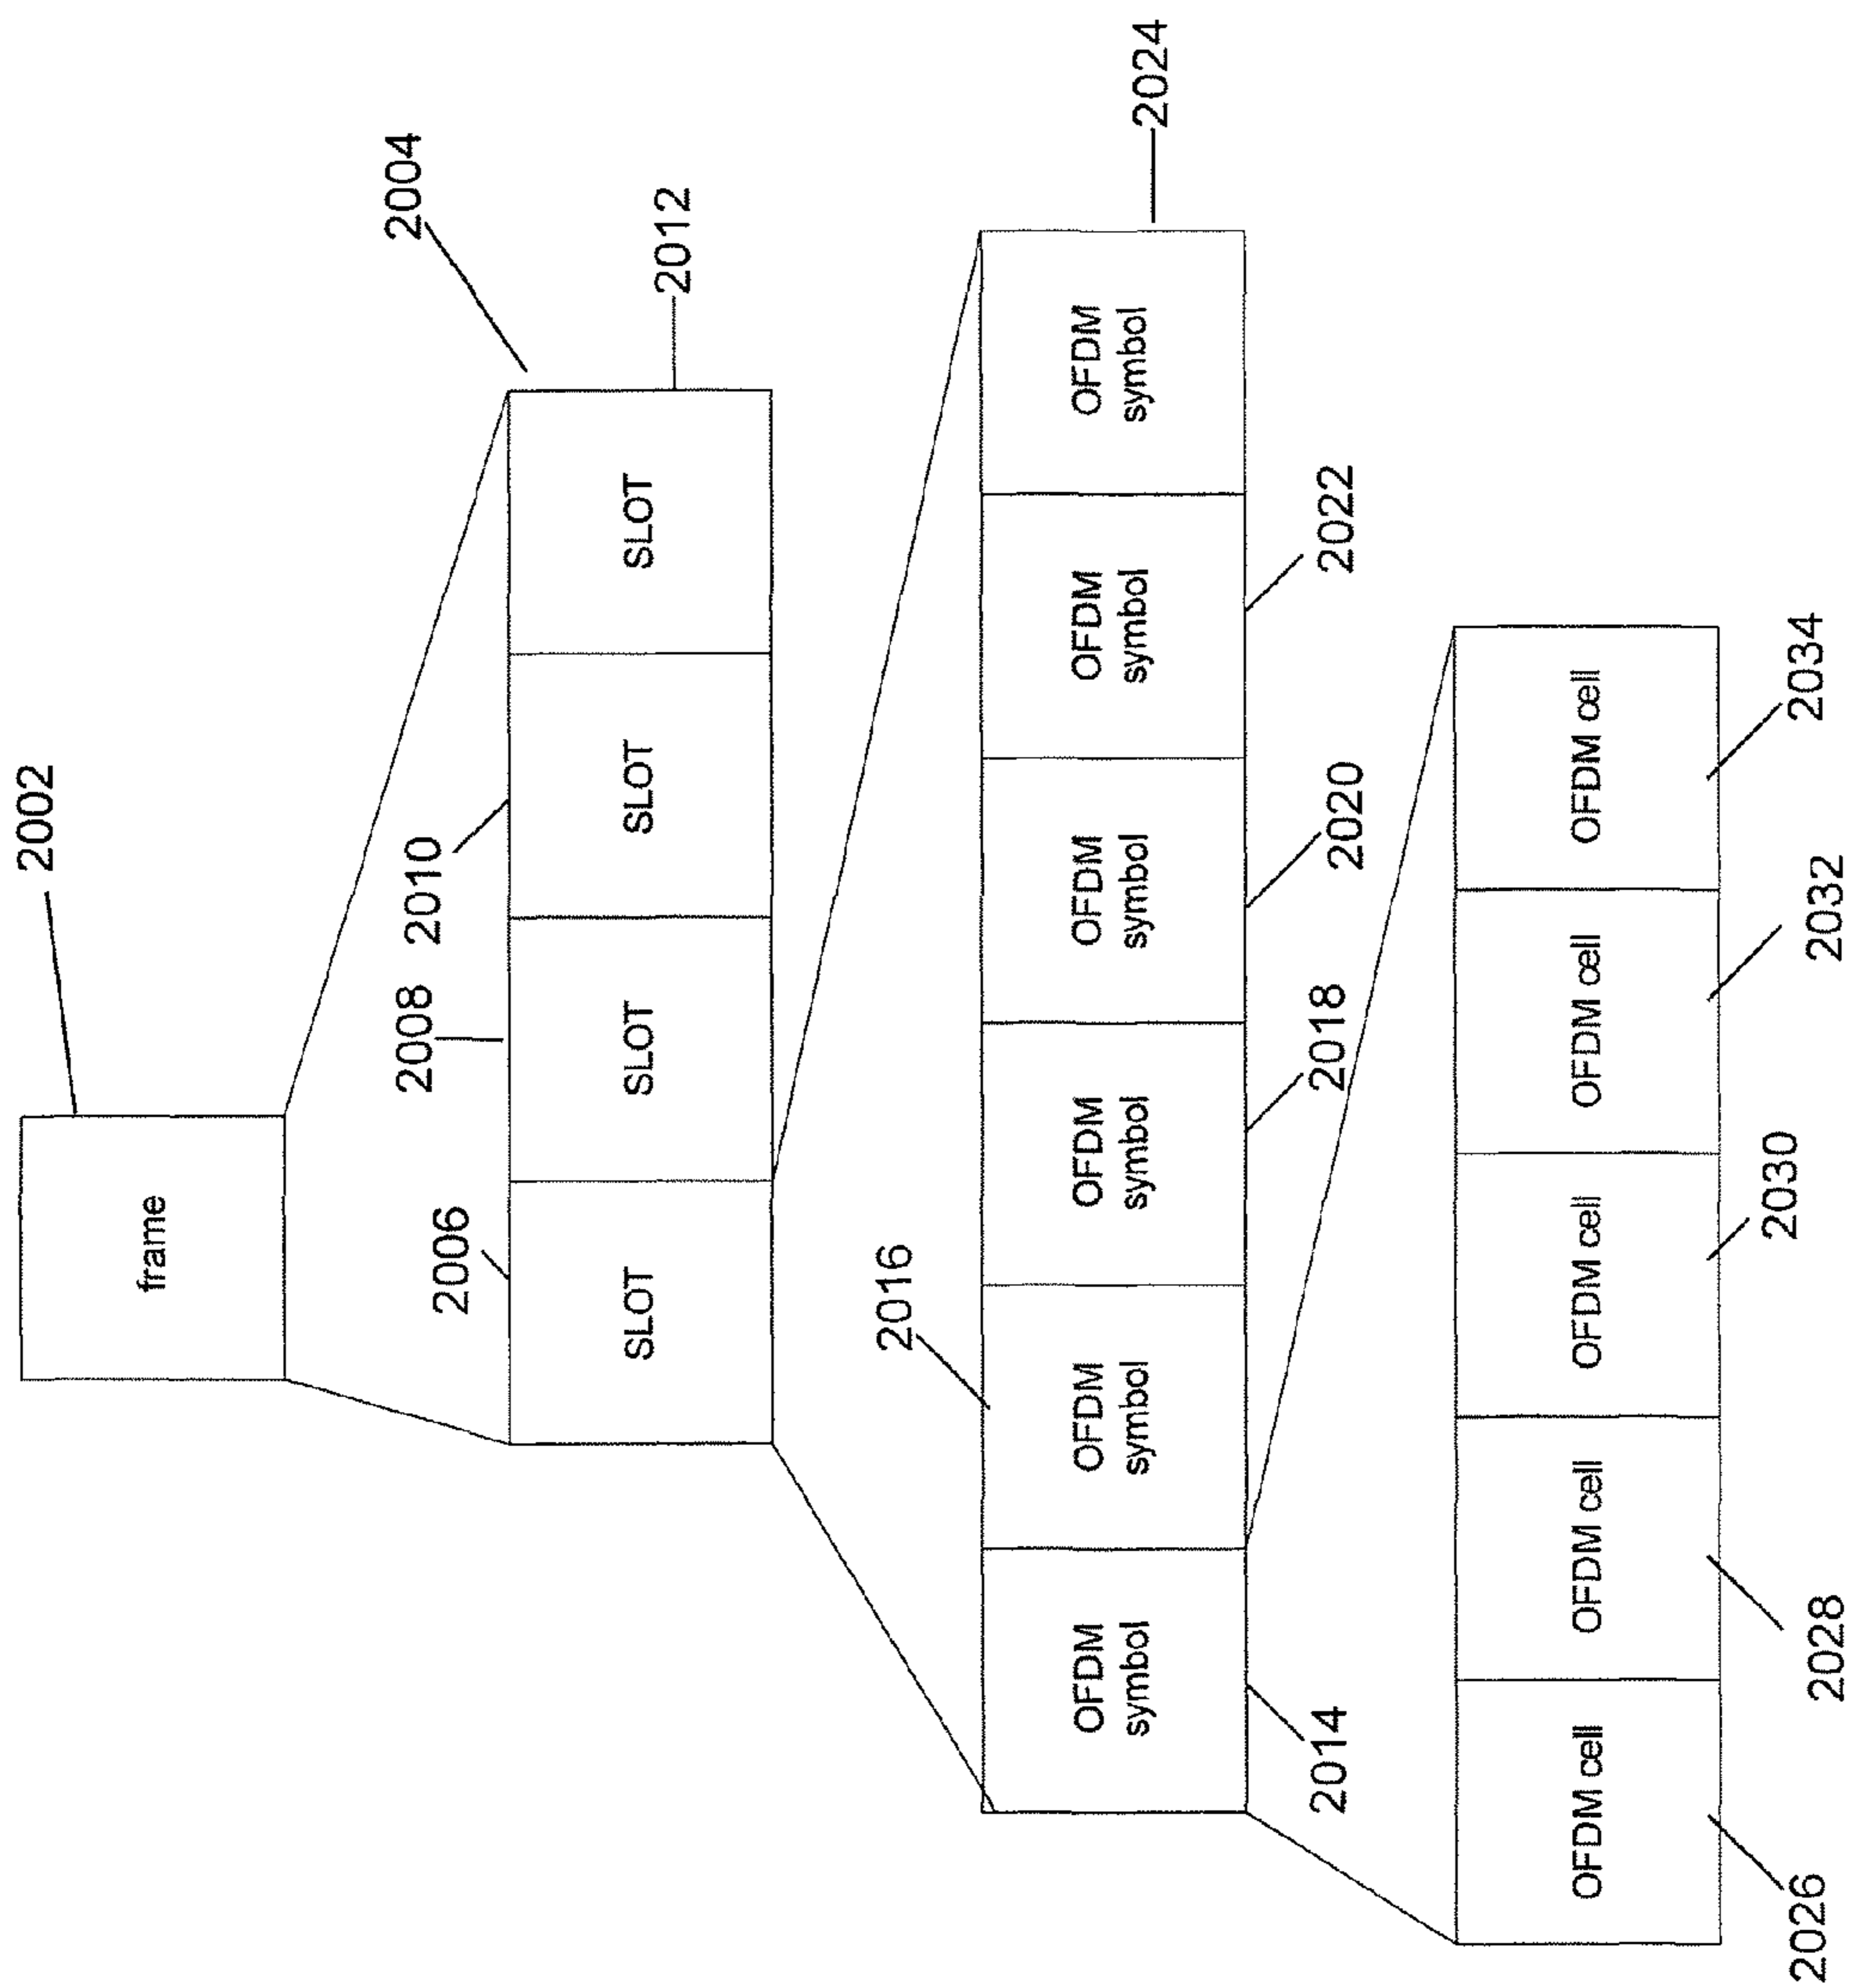 2002
frame
2004
2006
2008
2010
2012
SLOT
SLOT
SLOT
SLOT
2016
2024
OFDM
symbol
OFDM
symbol
OFDM
symbol
OFDM
symbol
OFDM
symbol
OFDM
symbol
2014
2018
2020
2022
OFDM cell
OFDM cell
OFDM cell
OFDM cell
OFDM cell
2026
2028
2030
2032
2034